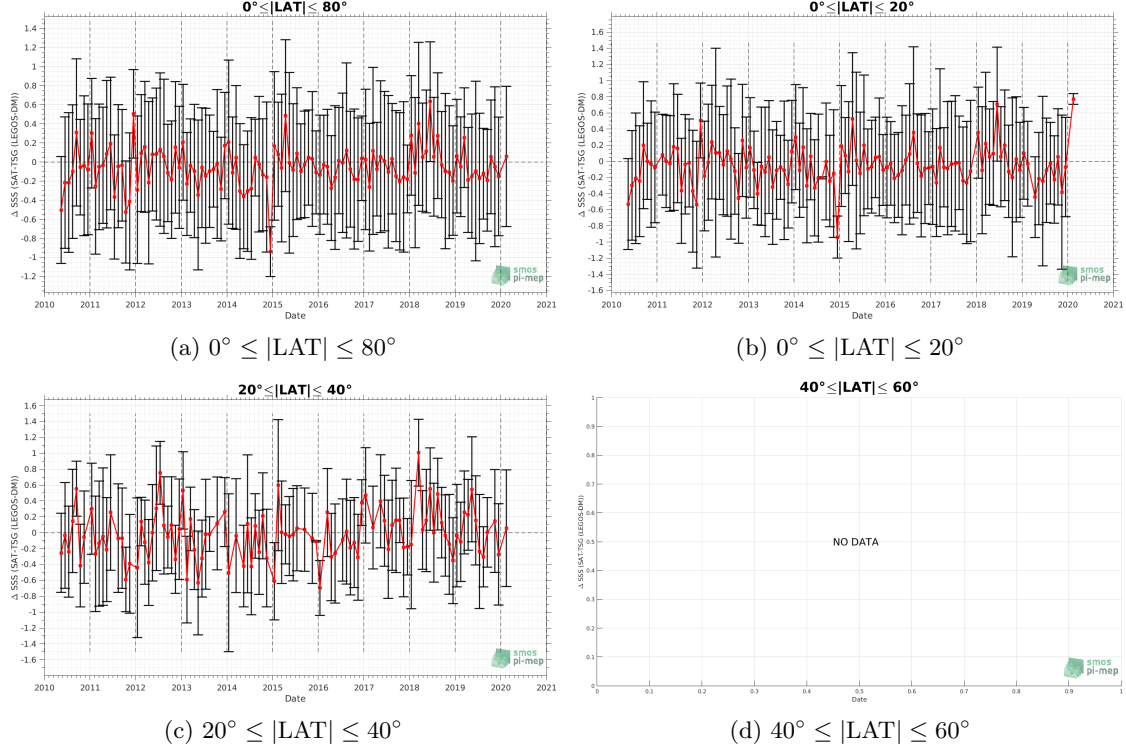 0°≤|LAT|≤ 80°
Δ SSS (SAT-TSG (LEGOS-DM))
1.4
1.2
1
0.8
0.6
0.4
0.2
0
-0.2
-0.4
-0.6
-0.8
-1
-1.2
2010 2011 2012 2013 2014 2015 2016 2017 2018 2019 2020 2021
Date
smos
pi-mep
(a) 0° ≤ |LAT| ≤ 80°
0°≤|LAT|≤ 20°
Δ SSS (SAT-TSG (LEGOS-DM))
1.6
1.4
1.2
1
0.8
0.6
0.4
0.2
0
-0.2
-0.4
-0.6
-0.8
-1
-1.2
-1.4
-1.6
2010 2011 2012 2013 2014 2015 2016 2017 2018 2019 2020 2021
Date
smos
pi-mep
(b) 0° ≤ |LAT| ≤ 20°
20°≤|LAT|≤ 40°
Δ SSS (SAT-TSG (LEGOS-DM))
1.6
1.4
1.2
1
0.8
0.6
0.4
0.2
0
-0.2
-0.4
-0.6
-0.8
-1
-1.2
-1.4
-1.6
2010 2011 2012 2013 2014 2015 2016 2017 2018 2019 2020 2021
Date
smos
pi-mep
(c) 20° ≤ |LAT| ≤ 40°
40°≤|LAT|≤ 60°
Δ SSS (SAT-TSG (LEGOS-DM))
1
0.9
0.8
0.7
0.6
0.5
0.4
0.3
0.2
0.1
0
NO DATA
0 0.1 0.2 0.3 0.4 0.5 0.6 0.7 0.8 0.9 1
Date
smos
pi-mep
(d) 40° ≤ |LAT| ≤ 60°